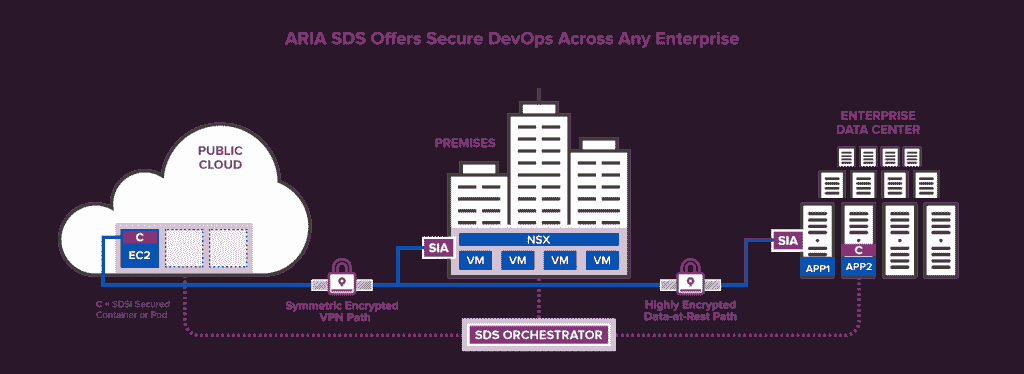 ARIA SDS Offers Secure DevOps Across Any Enterprise
PUBLIC
CLOUD
C
EC2
C = SDSi Secured
Container or Pod
Symmetric Encrypted
VPN Path
PREMISES
SIA
NSX
VM VM VM VM
Highly Encrypted
Data-at-Rest Path
SDS ORCHESTRATOR
ENTERPRISE
DATA CENTER
SIA
APP1
C
APP2